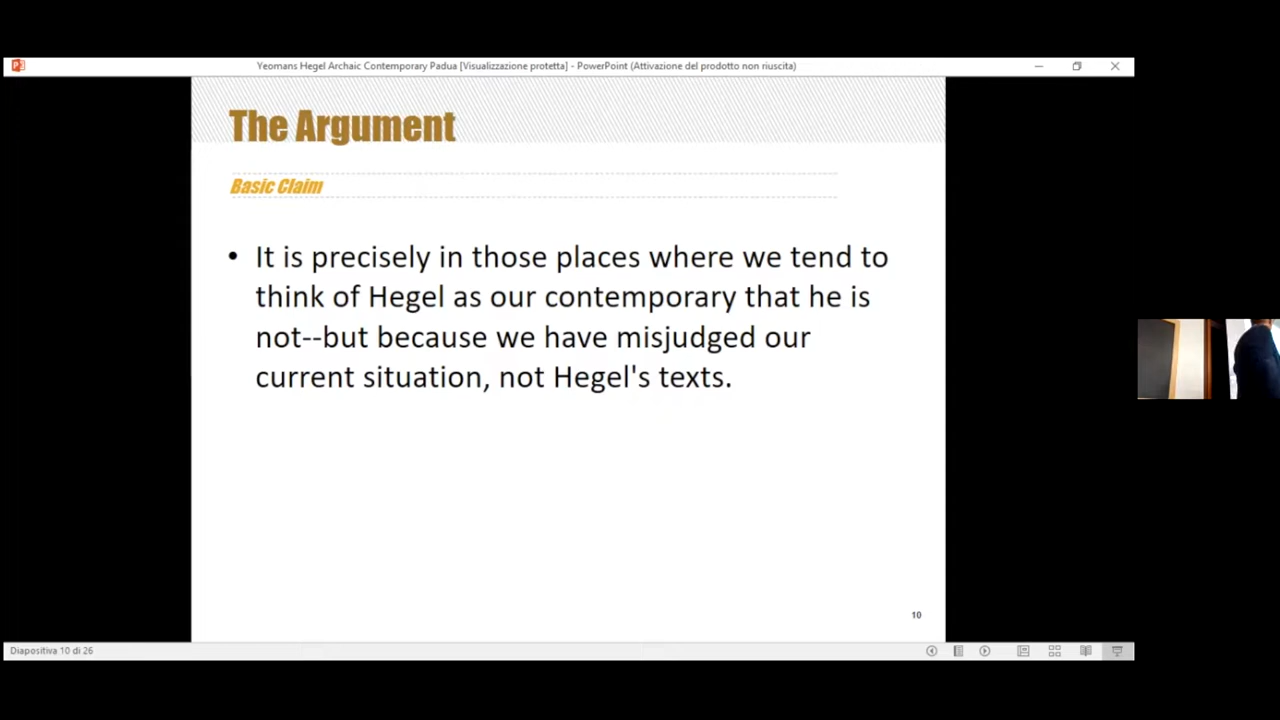 Yeomans Hegel Archaic Contemporary Padua [Visualizzazione protetta] - PowerPoint (Attivazione del prodotto non riuscita)
The Argument
Basic Claim
• It is precisely in those places where we tend to
think of Hegel as our contemporary that he is
not--but because we have misjudged our
current situation, not Hegel's texts.
10
Diapositiva 10 di 26